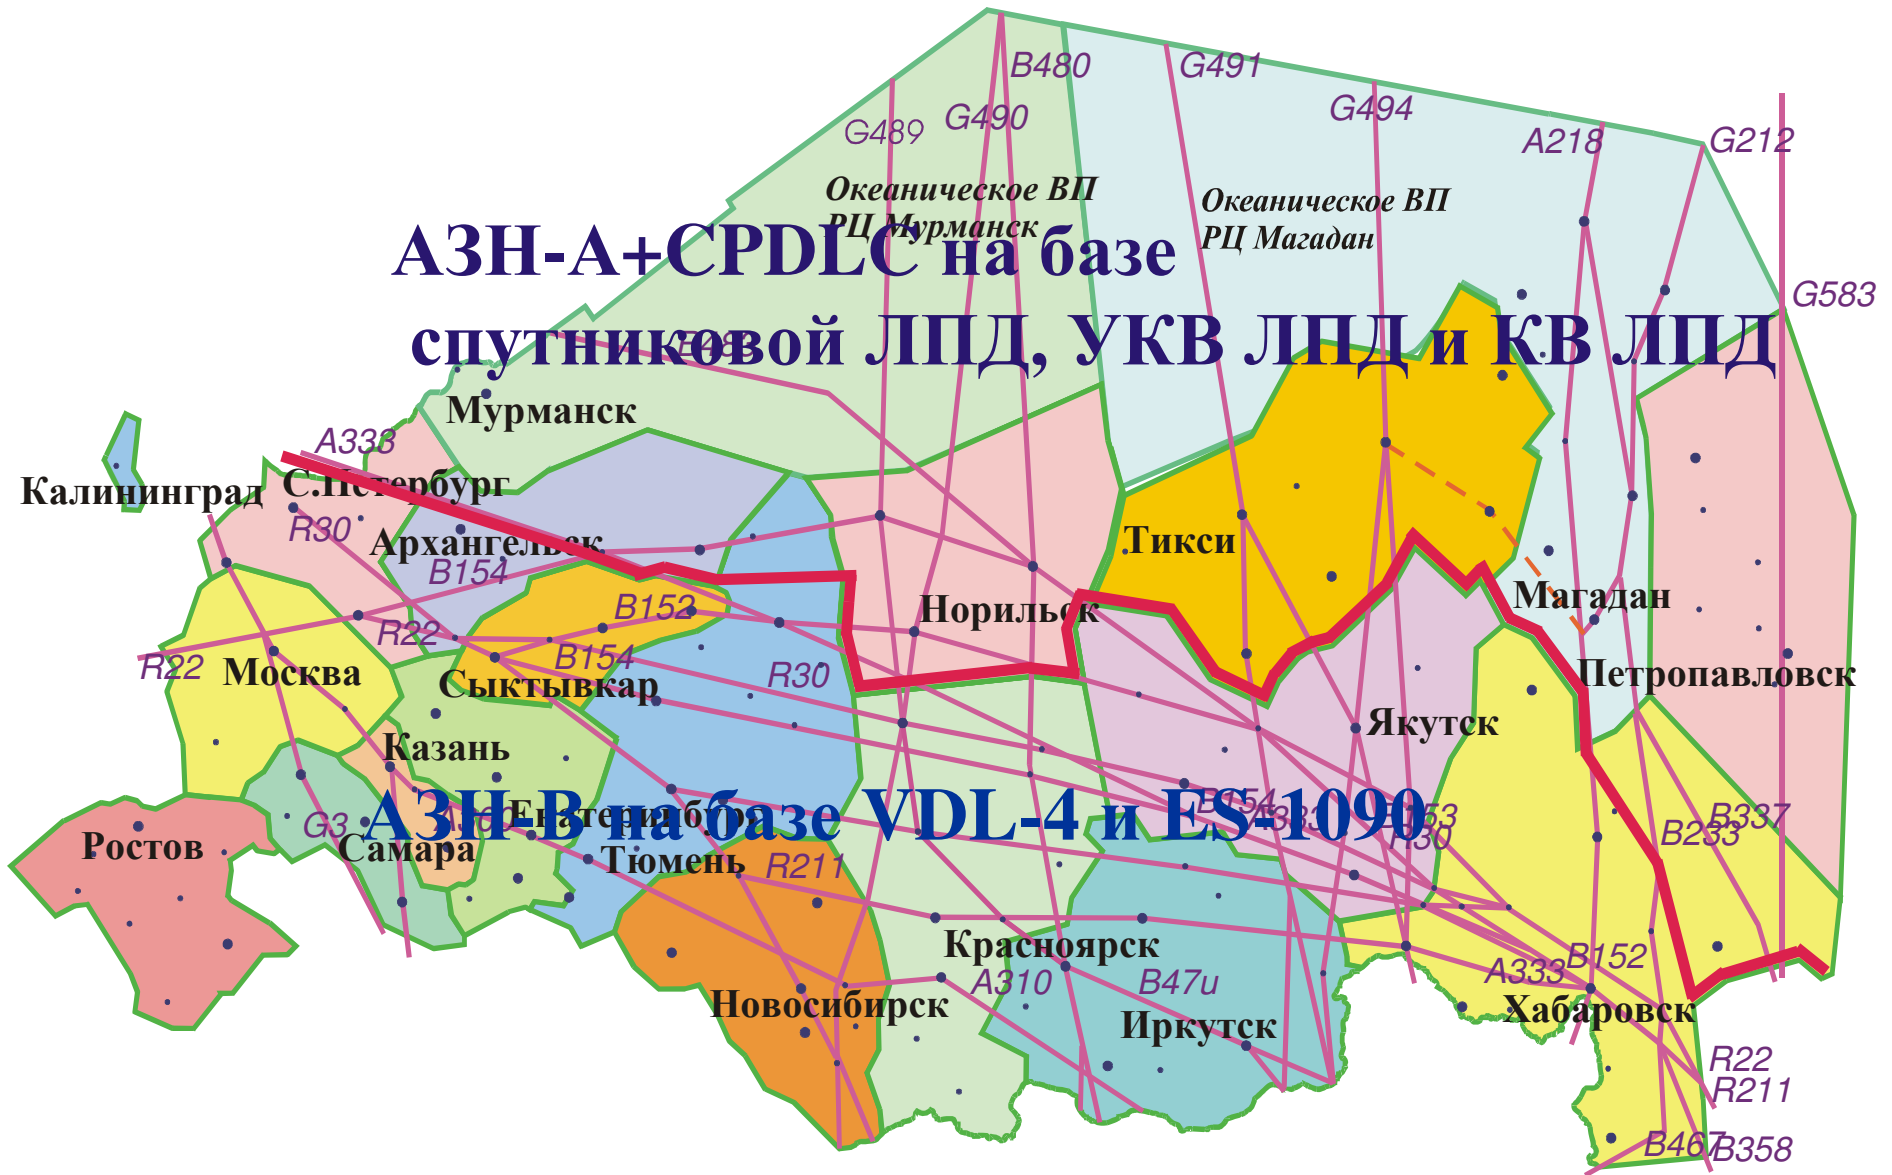 B480
G491
G494
G490
G489
A218
G212
Океаническое ВП
РЦ Мурманск
Океаническое ВП
РЦ Магадан
АЗН-А+CPDLC на базе
спутниковой ЛПД, УКВ ЛПД и КВ ЛПД
G583
Мурманск
A333
Калининград
С.Петербург
R30
Архангельск
B154
Тикси
B152
Норильск
Магадан
R22
R22
Москва
B154
Сыктывкар
R30
Петропавловск
Якутск
Казань
АЗН-В на базе VDL-4 и ES-1090
G3
Екатеринбург
B154
R30
B233
B337
Ростов
Самара
Тюмень
R211
Красноярск
A310
B47u
A333
B152
Новосибирск
Иркутск
Хабаровск
R22
R211
B467
B358